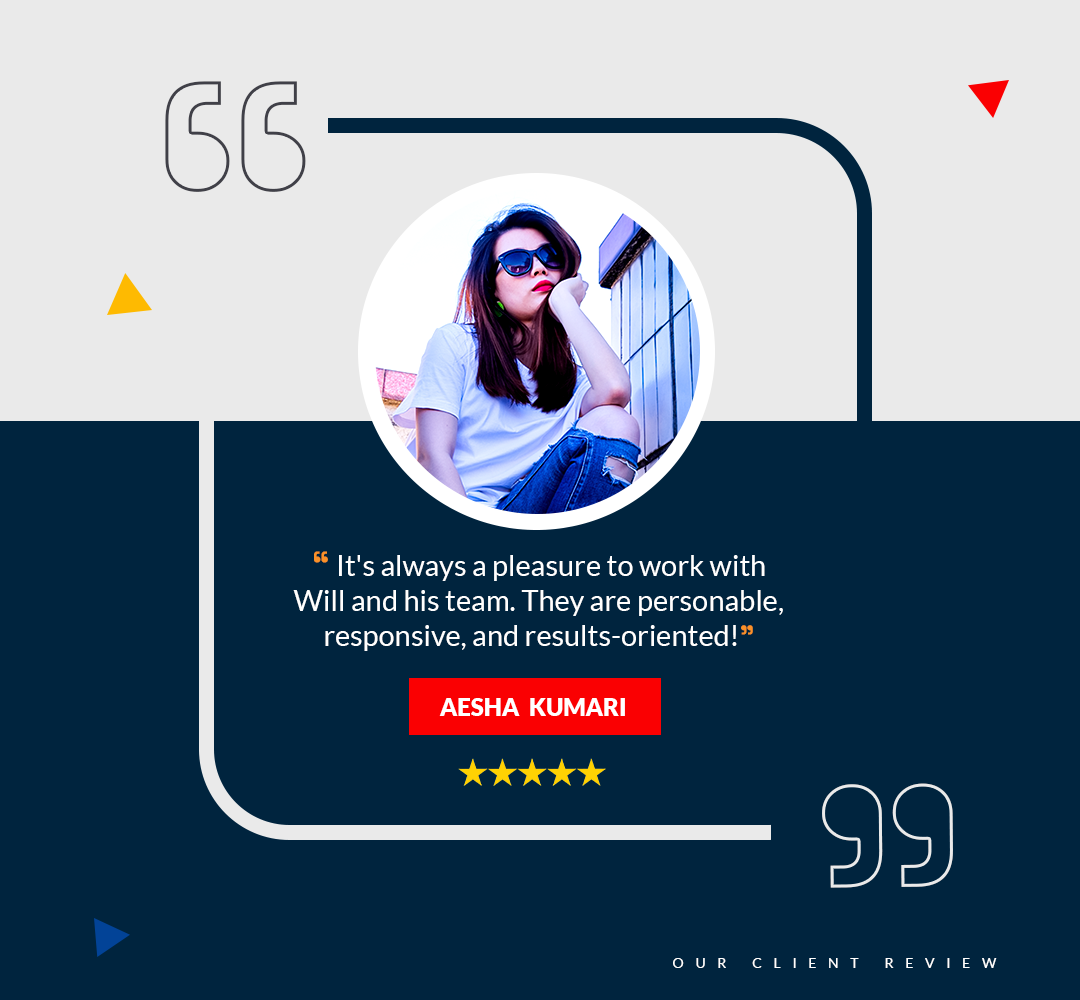 “ It's always a pleasure to work with
Will and his team. They are personable,
responsive, and results-oriented!”
AESHA KUMARI
OUR CLIENT REVIEW